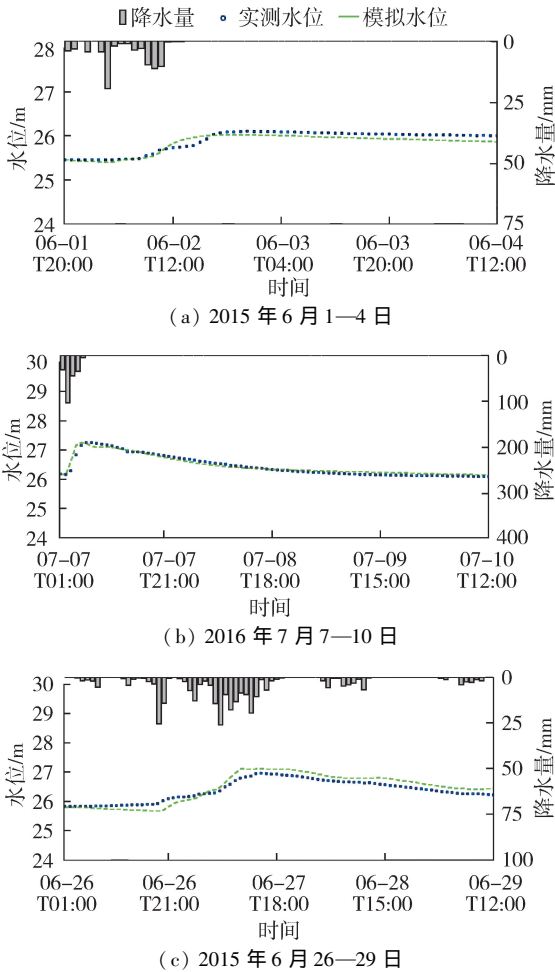 降水量 实测水位 模拟水位
28 0
27 25
26
25 50
24 75
水位/m
降水量/mm
06–01 06–02 06–03 06–03 06–04
T20:00 T12:00 T04:00 T20:00 T12:00
时间
(a) 2015 年 6 月 1—4 日
30 0
29 100
28
27 200
26 300
25
24 400
水位/m
降水量/mm
07–07 07–07 07–08 07–09 07–10
T01:00 T21:00 T18:00 T15:00 T12:00
时间
(b) 2016 年 7 月 7—10 日
30 0
29 25
28
27 50
26 75
25
24 100
水位/m
降水量/mm
06–26 06–26 06–27 06–28 06–29
T01:00 T21:00 T18:00 T15:00 T12:00
时间
(c) 2015 年 6 月 26—29 日